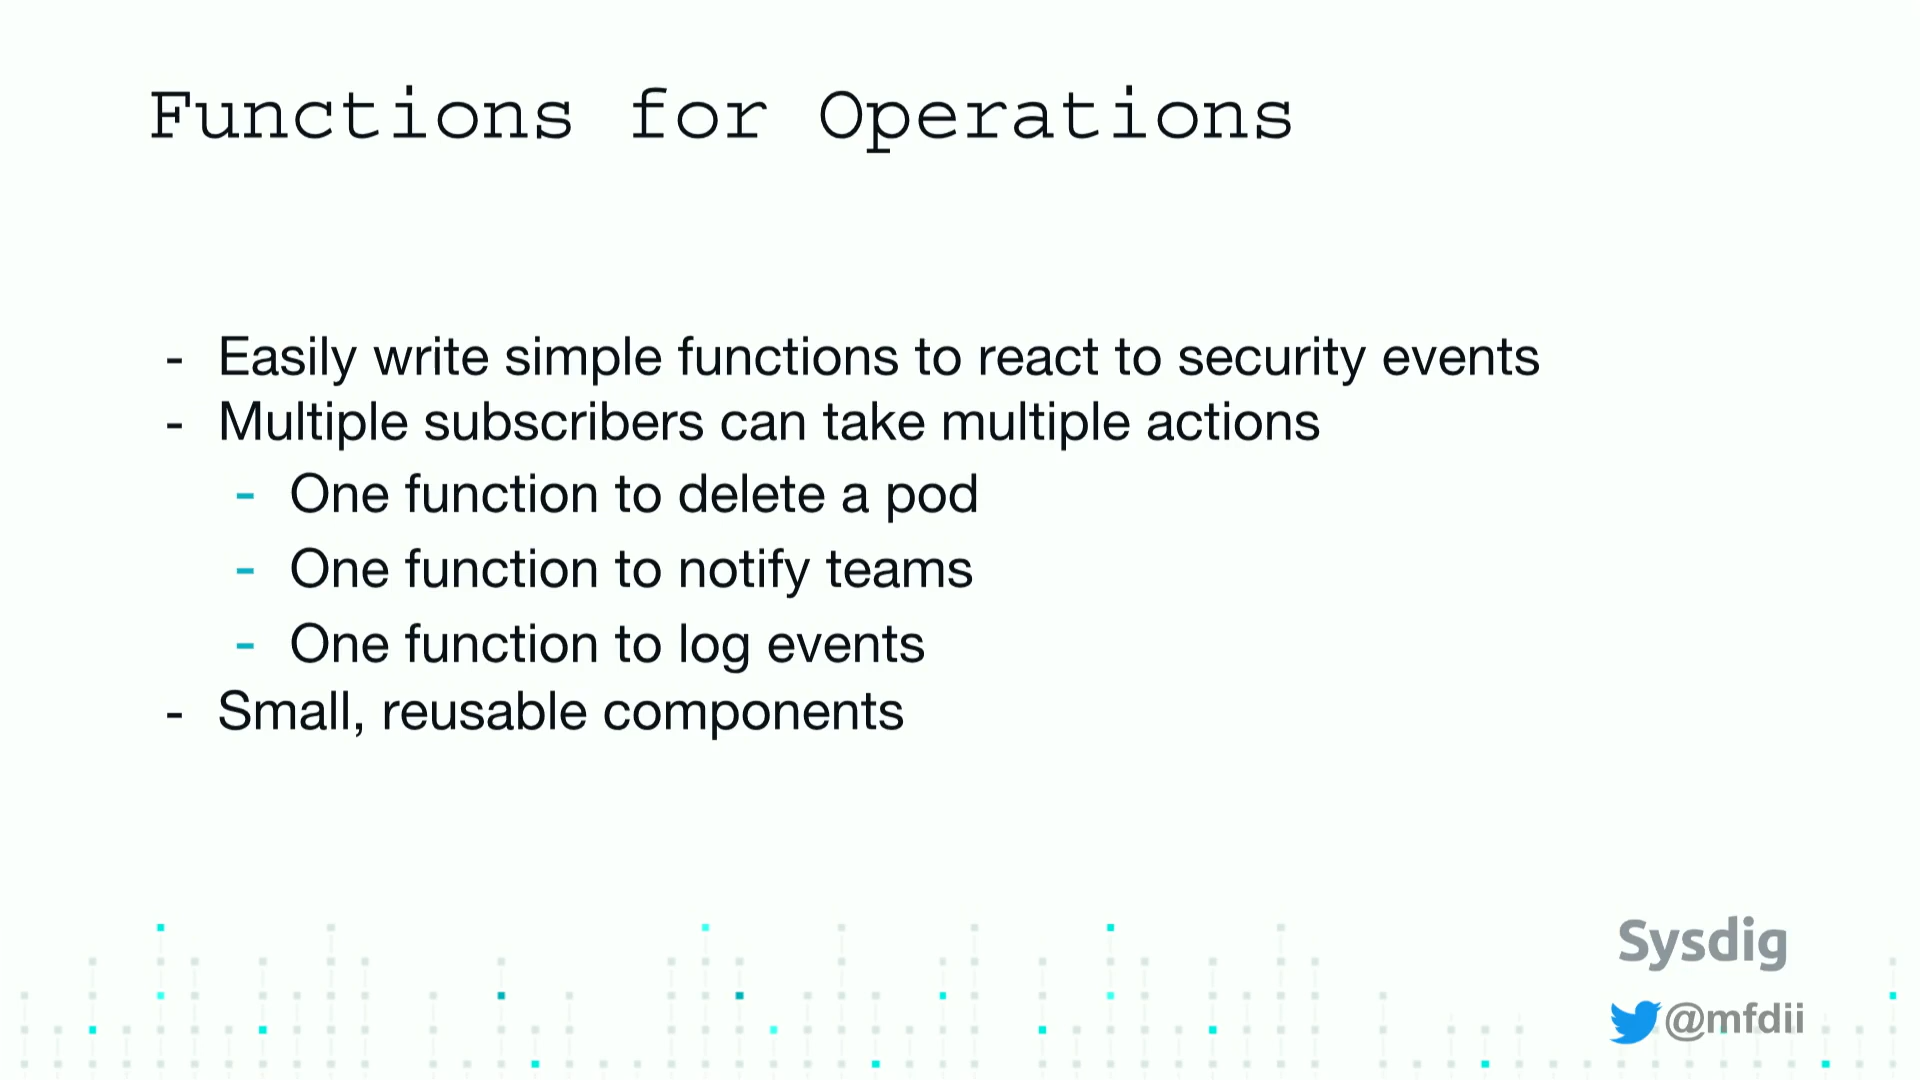 Functions for Operations
- Easily write simple functions to react to security events
- Multiple subscribers can take multiple actions
- One function to delete a pod
- One function to notify teams
- One function to log events
- Small, reusable components
Sysdig
@mfdii